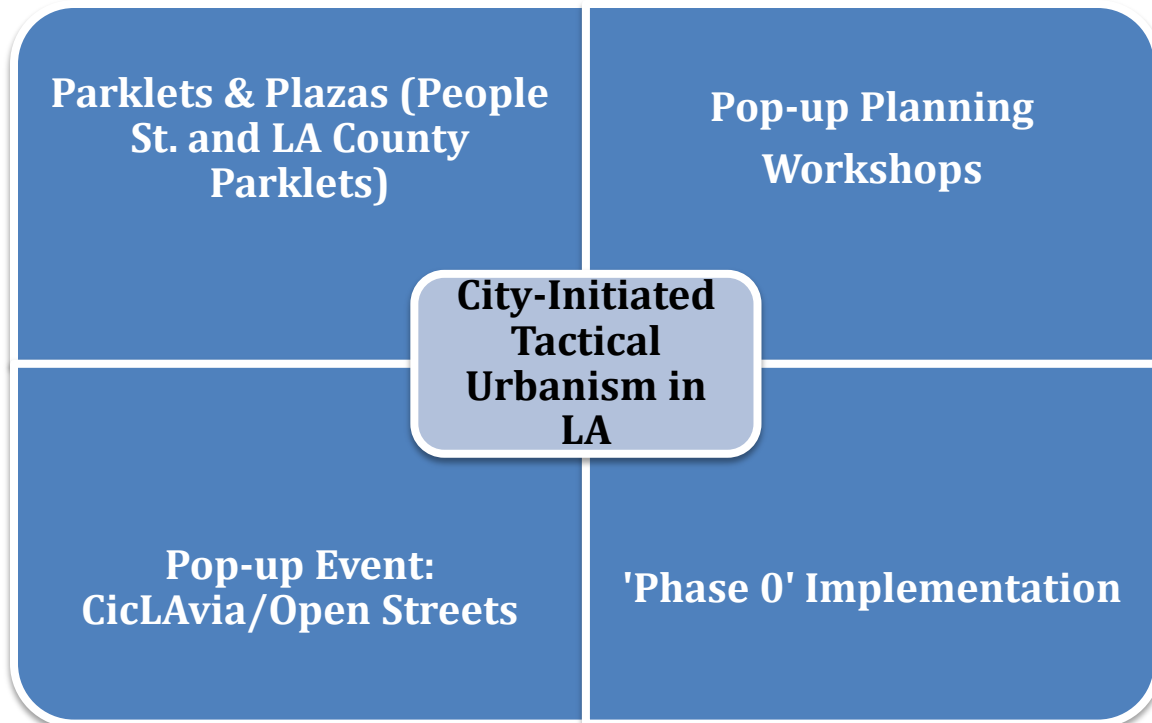 Parklets & Plazas (People
St. and LA County
Parklets)
Pop-up Planning
Workshops
City-Initiated
Tactical
Urbanism in
LA
Pop-up Event:
CicLAvia/Open Streets
'Phase 0' Implementation